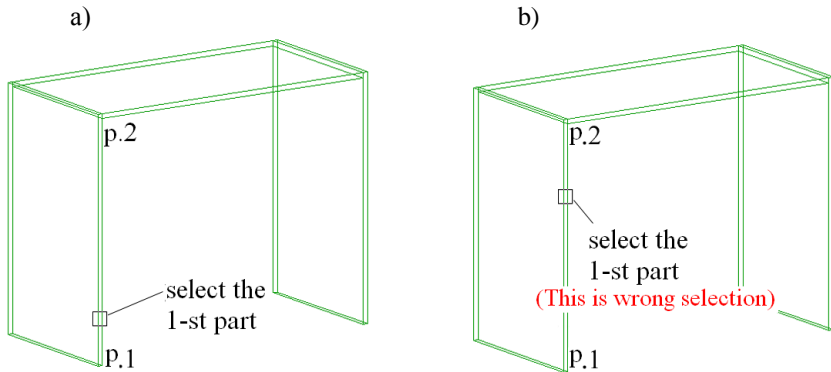 a)
p.2
select the
1-st part
p.1
b)
p.2
select the
1-st part
(This is wrong selection)
p.1